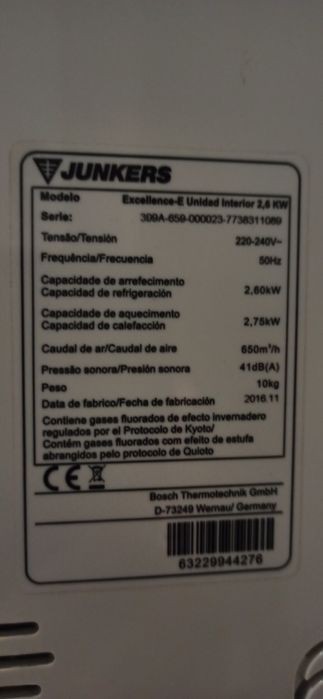 JUNKERS
Modelo Excellence-E Unidad Interior 2,6 KW
Serie: 3D9A-659-000023-7738311089
Tensão/Tensión 220-240V~
Frequência/Frecuencia 50Hz
Capacidade de arrefecimento
Capacidad de refrigeración 2,60kW
Capacidade de aquecimento
Capacidad de calefacción 2,75kW
Caudal de ar/Caudal de aire 650m³/h
Pressão sonora/Presión sonora 41dB(A)
Peso 10kg
Data de fabrico/Fecha de fabricación 2016.11
Contiene gases fluorados de efecto invernadero
regulados por el Protocolo de Kyoto/
Contém gases fluorados com efeito de estufa
abrangidos pelo protocolo de Quioto
CE
Bosch Thermotechnik GmbH
D-73249 Wernau/ Germany
63229944276